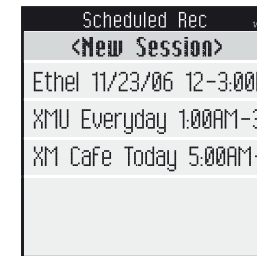 Scheduled Rec
<New Session>
Ethel 11/23/06 12-3:00
XMU Everyday 1:00AM-
XM Cafe Today 5:00AM-